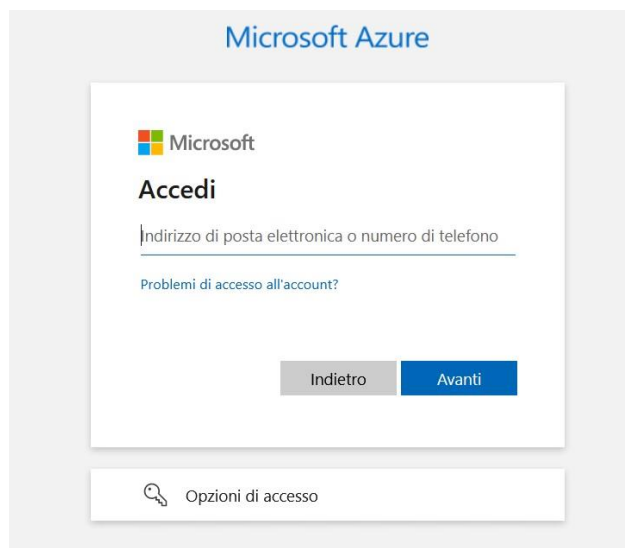 Microsoft Azure
Microsoft
Accedi
Indirizzo di posta elettronica o numero di telefono
Problemi di accesso all'account?
Indietro Avanti
Opzioni di accesso